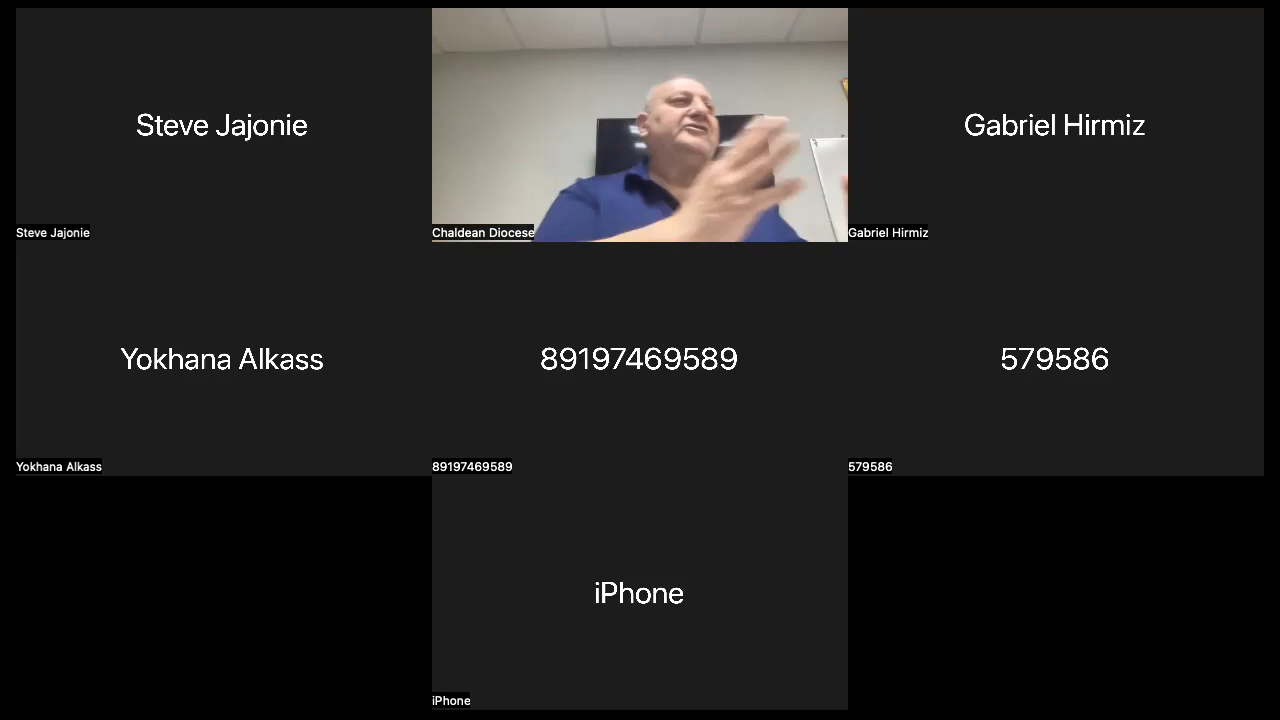 Steve Jajonie
Steve Jajonie
Chaldean Diocese
Gabriel Hirmiz
Gabriel Hirmiz
Yokhana Alkass
Yokhana Alkass
89197469589
89197469589
579586
579586
iPhone
iPhone